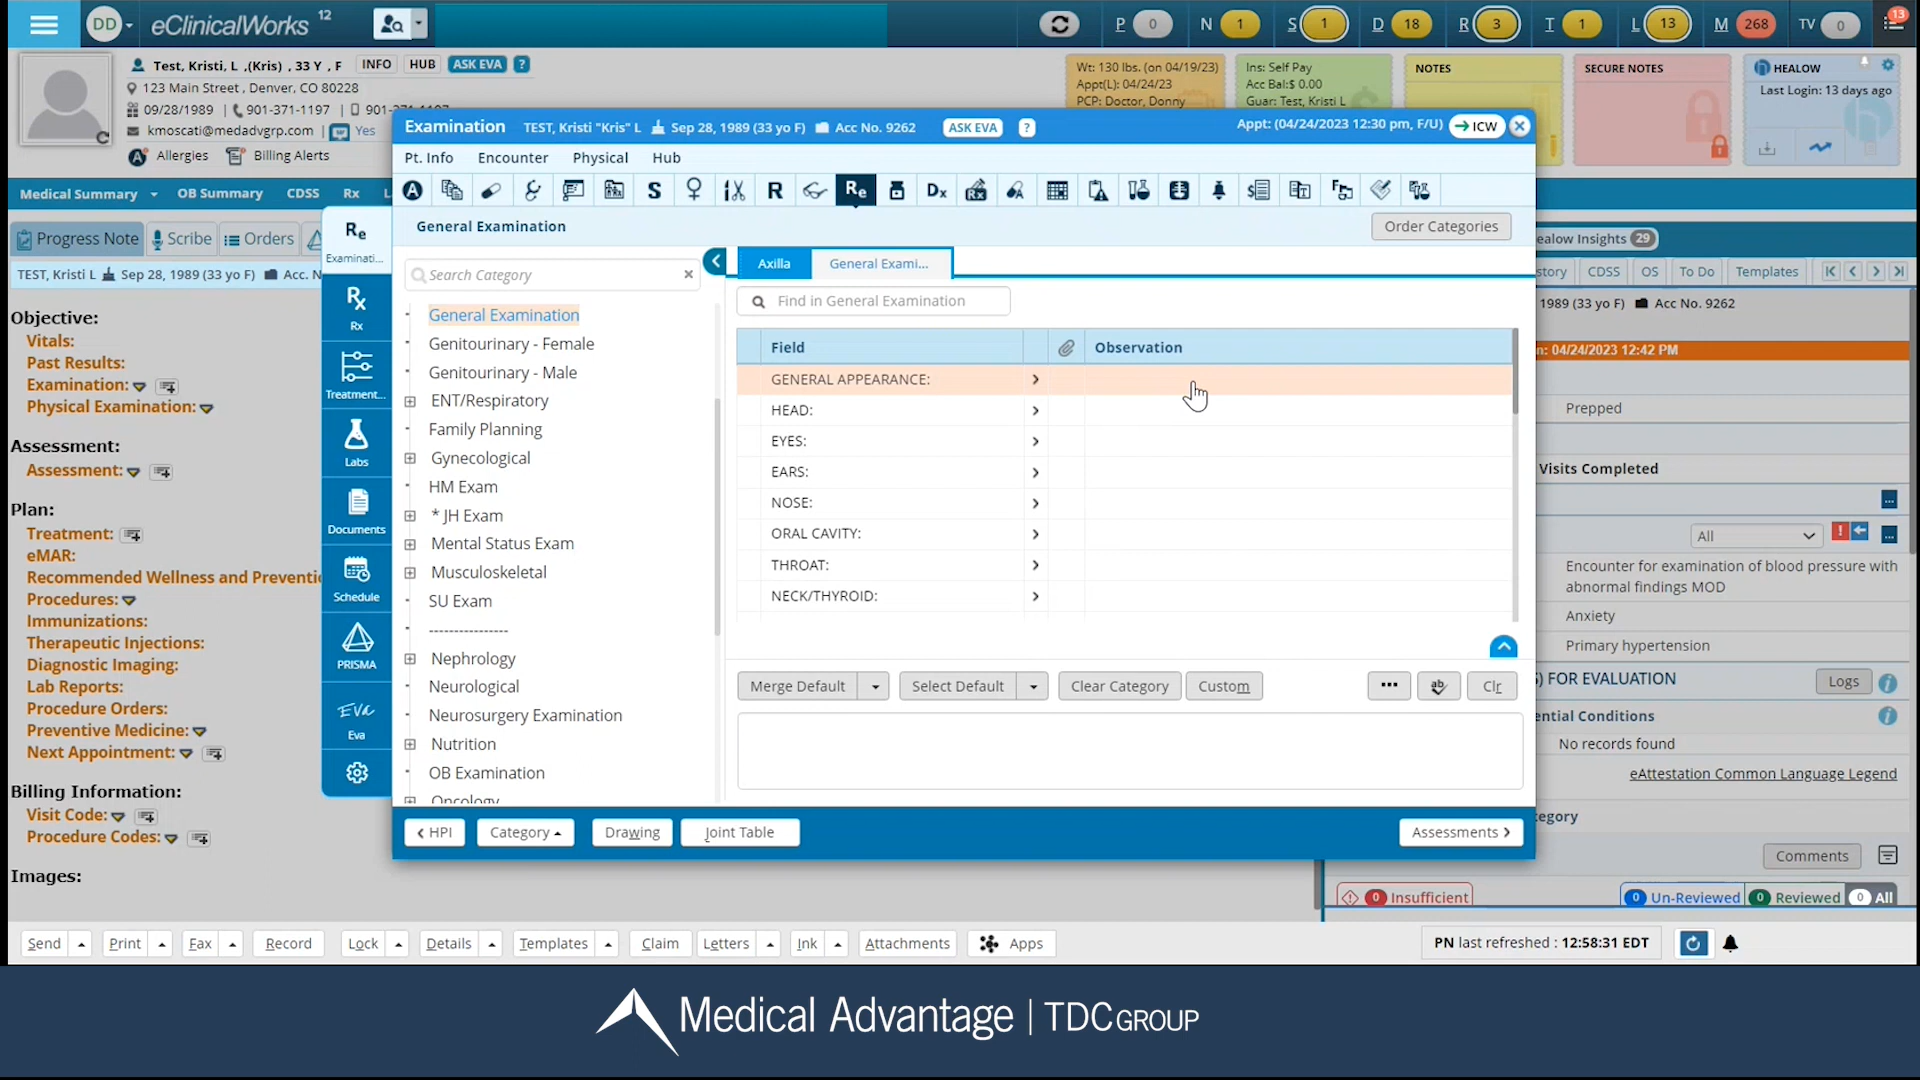 DD
eClinicalWorks 12
P 0
N 1
S 1
D 18
R 3
T 1
L 13
M 268
TV 0
13
Test, Kristi, L ,(Kris) , 33 Y , F INFO HUB ASK EVA ?
123 Main Street , Denver, CO 80228
09/28/1989 | 901-371-1197 |
kmoscati@medadvgrp.com | Yes
Allergies Billing Alerts
Wt: 130 lbs. (on 04/19/23)
Appt(L): 04/24/23
PCP: Doctor, Donny
Ins: Self Pay
Acc Bal:$ 0.00
Guar: Test, Kristi L
NOTES
SECURE NOTES
HEALOW
Last Login: 13 days ago
Medical Summary OB Summary CDSS Rx
Progress Note Scribe Orders
TEST, Kristi L Sep 28, 1989 (33 yo F) Acc. N
Objective:
Vitals:
Past Results:
Examination:
Physical Examination:
Assessment:
Assessment:
Plan:
Treatment:
eMAR:
Recommended Wellness and Preventi
Procedures:
Immunizations:
Therapeutic Injections:
Diagnostic Imaging:
Lab Reports:
Procedure Orders:
Preventive Medicine:
Next Appointment:
Billing Information:
Visit Code:
Procedure Codes:
Images:
Re
Examinati...
Rx
Rx
Treatment...
Labs
Documents
Schedule
PRISMA
Eva
Eva
Examination TEST, Kristi "Kris" L Sep 28, 1989 (33 yo F) Acc No. 9262 ASK EVA ? Appt: (04/24/2023 12:30 pm, F/U) ICW
Pt. Info Encounter Physical Hub
A S R Re Dx
General Examination Order Categories
Search Category
General Examination
Genitourinary - Female
Genitourinary - Male
ENT/Respiratory
Family Planning
Gynecological
HM Exam
* JH Exam
Mental Status Exam
Musculoskeletal
SU Exam
----------------
Nephrology
Neurological
Neurosurgery Examination
Nutrition
OB Examination
Oncology
Axilla General Exami...
Find in General Examination
Field Observation
GENERAL APPEARANCE:
HEAD:
EYES:
EARS:
NOSE:
ORAL CAVITY:
THROAT:
NECK/THYROID:
Merge Default Select Default Clear Category Custom ... Clr
HPI Category Drawing Joint Table Assessments
ealow Insights 29
story CDSS OS To Do Templates
1989 (33 yo F) Acc No. 9262
n: 04/24/2023 12:42 PM
Prepped
Visits Completed
All
Encounter for examination of blood pressure with
abnormal findings MOD
Anxiety
Primary hypertension
) FOR EVALUATION Logs
ential Conditions
No records found
eAttestation Common Language Legend
egory
Comments
0 Insufficient 0 Un-Reviewed 0 Reviewed 0 All
Send Print Fax Record Lock Details Templates Claim Letters Ink Attachments Apps
PN last refreshed : 12:58:31 EDT
Medical Advantage | TDCGROUP